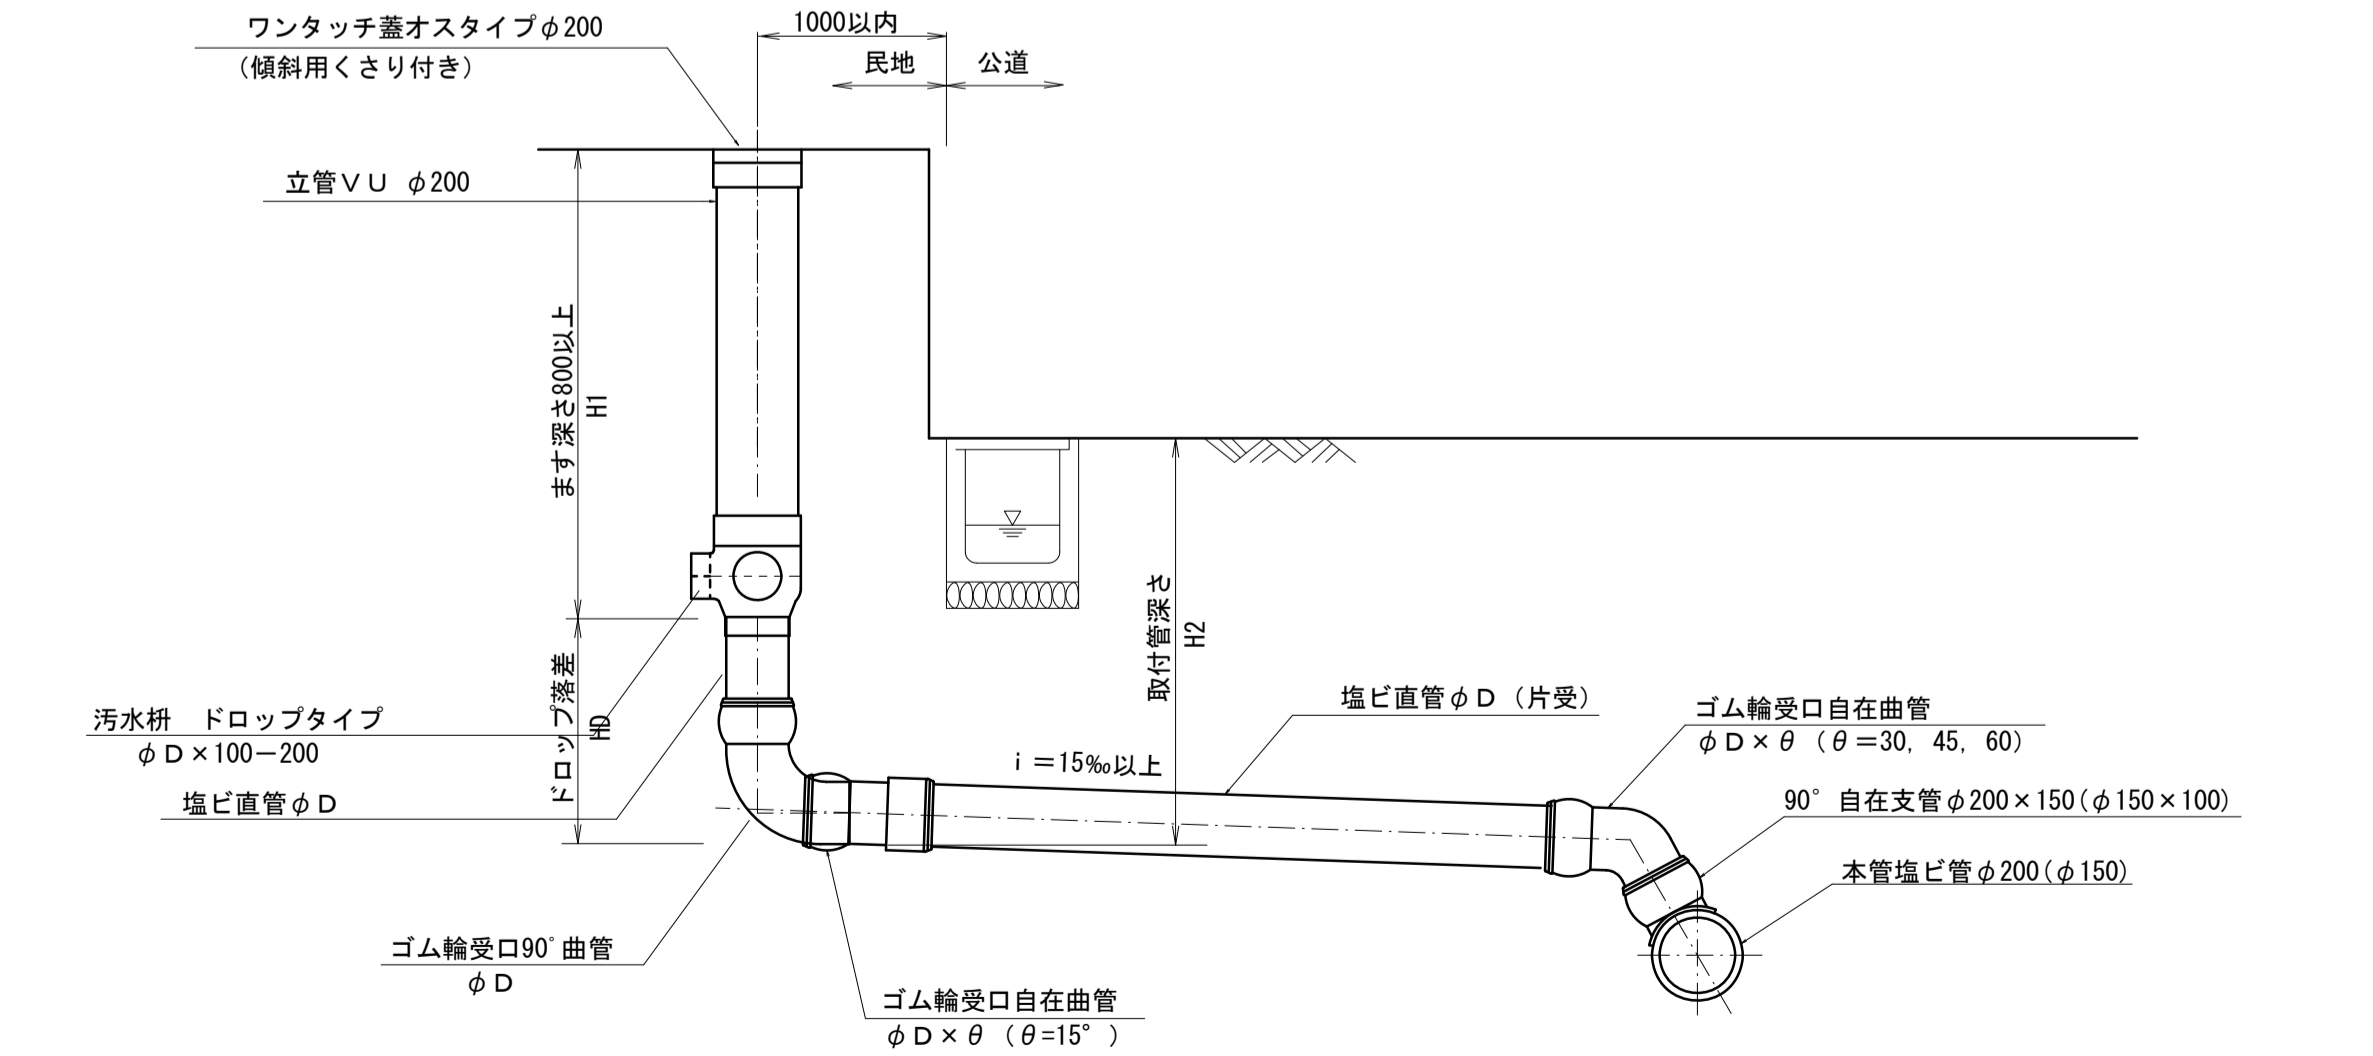 ワンタッチ蓋オスタイプφ200
（傾斜用くさり付き）
1000以内
民地
公道
立管ＶＵ　φ200
ます深さ800以上
H1
ドロップ落差
HD
取付管深さ
H2
汚水枡　ドロップタイプ
φＤ×100－200
塩ビ直管φＤ
ｉ＝15‰以上
塩ビ直管φＤ（片受）
ゴム輪受口自在曲管
φＤ×θ（θ＝30, 45, 60）
90°自在支管φ200×150(φ150×100)
本管塩ビ管φ200(φ150)
ゴム輪受口90°曲管
φＤ
ゴム輪受口自在曲管
φＤ×θ（θ=15°）